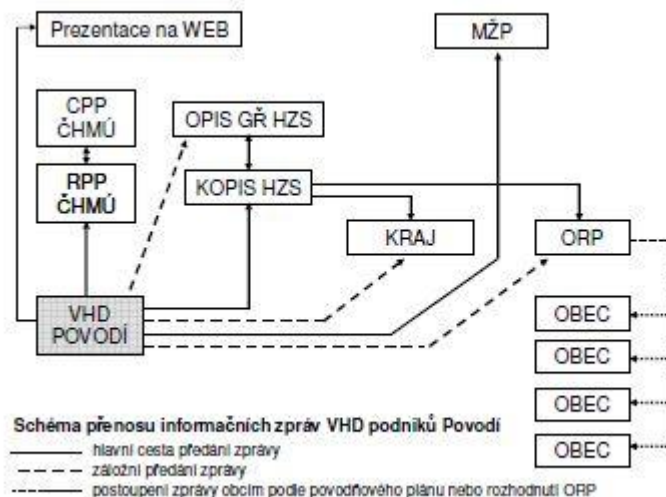 Prezentace na WEB
MŽP
CPP
ČHMÚ
OPIS GŘ HZS
RPP
ČHMÚ
KOPIS HZS
KRAJ
ORP
VHD
POVODÍ
OBEC
OBEC
OBEC
OBEC
Schéma přenosu informačních zpráv VHD podniků Povodí
hlavní cesta předání zprávy
záložní předání zprávy
postoupení zprávy obcím podle povodňového plánu nebo rozhodnutí ORP